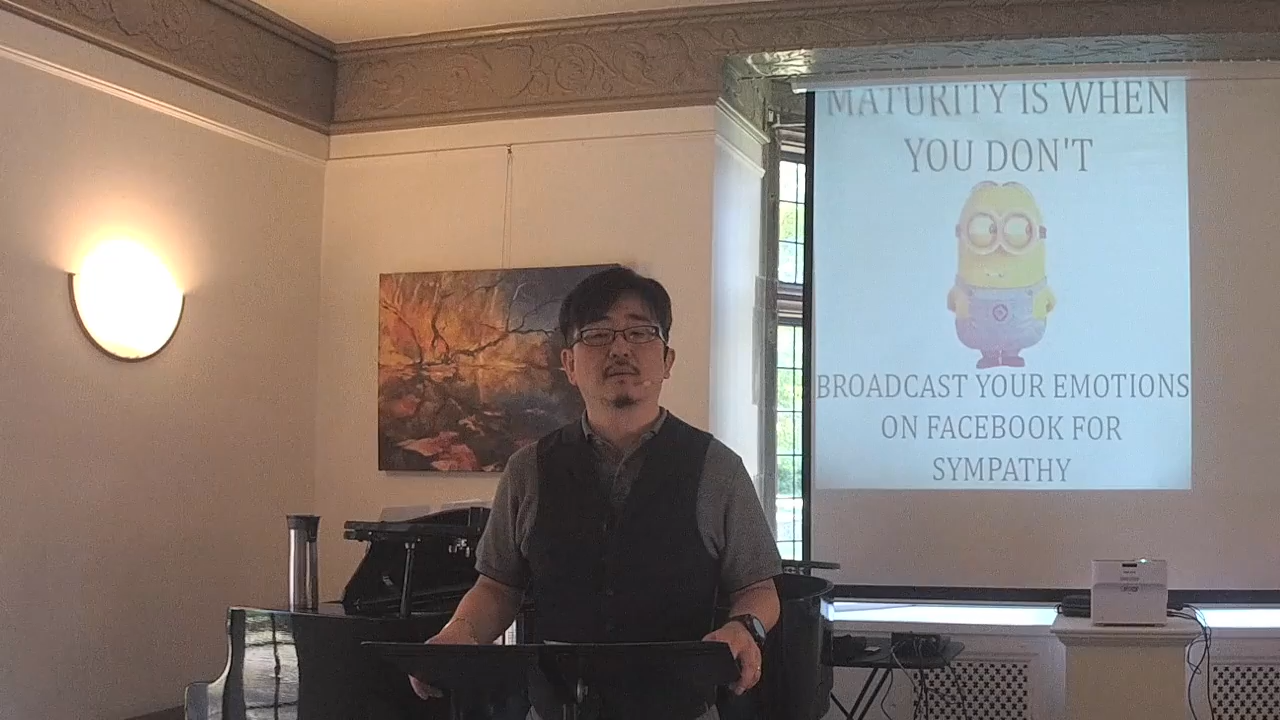 MATURITY IS WHEN
YOU DON'T
BROADCAST YOUR EMOTIONS
ON FACEBOOK FOR
SYMPATHY